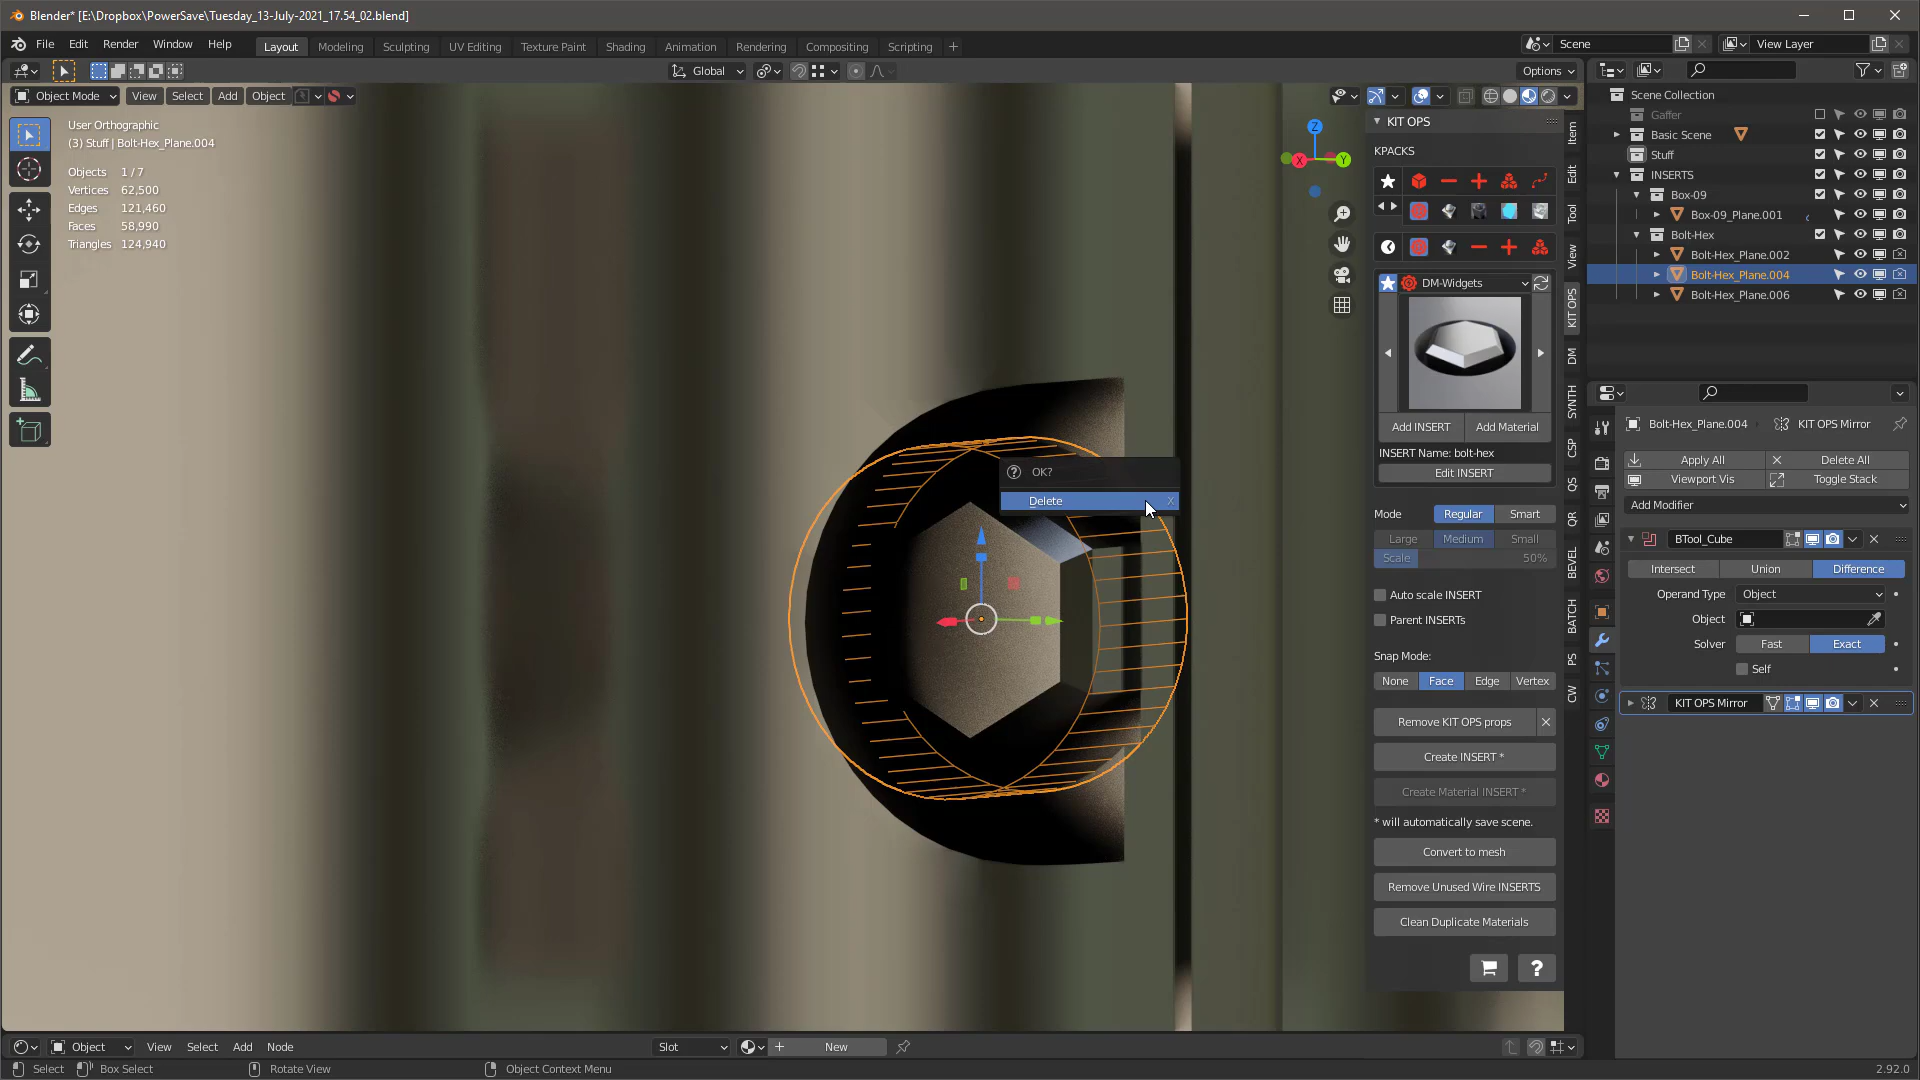 Blender* [E:\Dropbox\PowerSave\Tuesday_13-July-2021_17.54_02.blend]
File Edit Render Window Help
Layout Modeling Sculpting UV Editing Texture Paint Shading Animation Rendering Compositing Scripting +
Scene
View Layer
Global
Options
Object Mode View Select Add Object
User Orthographic
(3) Stuff | Bolt-Hex_Plane.004
Objects 1 / 7
Vertices 62,500
Edges 121,460
Faces 58,990
Triangles 124,940
Z
X
Y
OK?
Delete X
KIT OPS
KPACKS
DM-Widgets
Add INSERT Add Material
INSERT Name: bolt-hex
Edit INSERT
Mode Regular Smart
Large Medium Small
Scale 50%
Auto scale INSERT
Parent INSERTs
Snap Mode:
None Face Edge Vertex
Remove KIT OPS props
Create INSERT *
Create Material INSERT *
* will automatically save scene.
Convert to mesh
Remove Unused Wire INSERTS
Clean Duplicate Materials
?
Item
Edit
Tool
View
KIT OPS
DM
SYNTH
CSP
QS
QR
BEVEL
BATCH
PS
CW
Scene Collection
Gaffer
Basic Scene
Stuff
INSERTS
Box-09
Box-09_Plane.001
Bolt-Hex
Bolt-Hex_Plane.002
Bolt-Hex_Plane.004
Bolt-Hex_Plane.006
Bolt-Hex_Plane.004 KIT OPS Mirror
Apply All Delete All
Viewport Vis Toggle Stack
Add Modifier
BTool_Cube
Intersect Union Difference
Operand Type Object
Object
Solver Fast Exact
Self
KIT OPS Mirror
Object View Select Add Node
Slot
New
Select Box Select Rotate View Object Context Menu
2.92.0